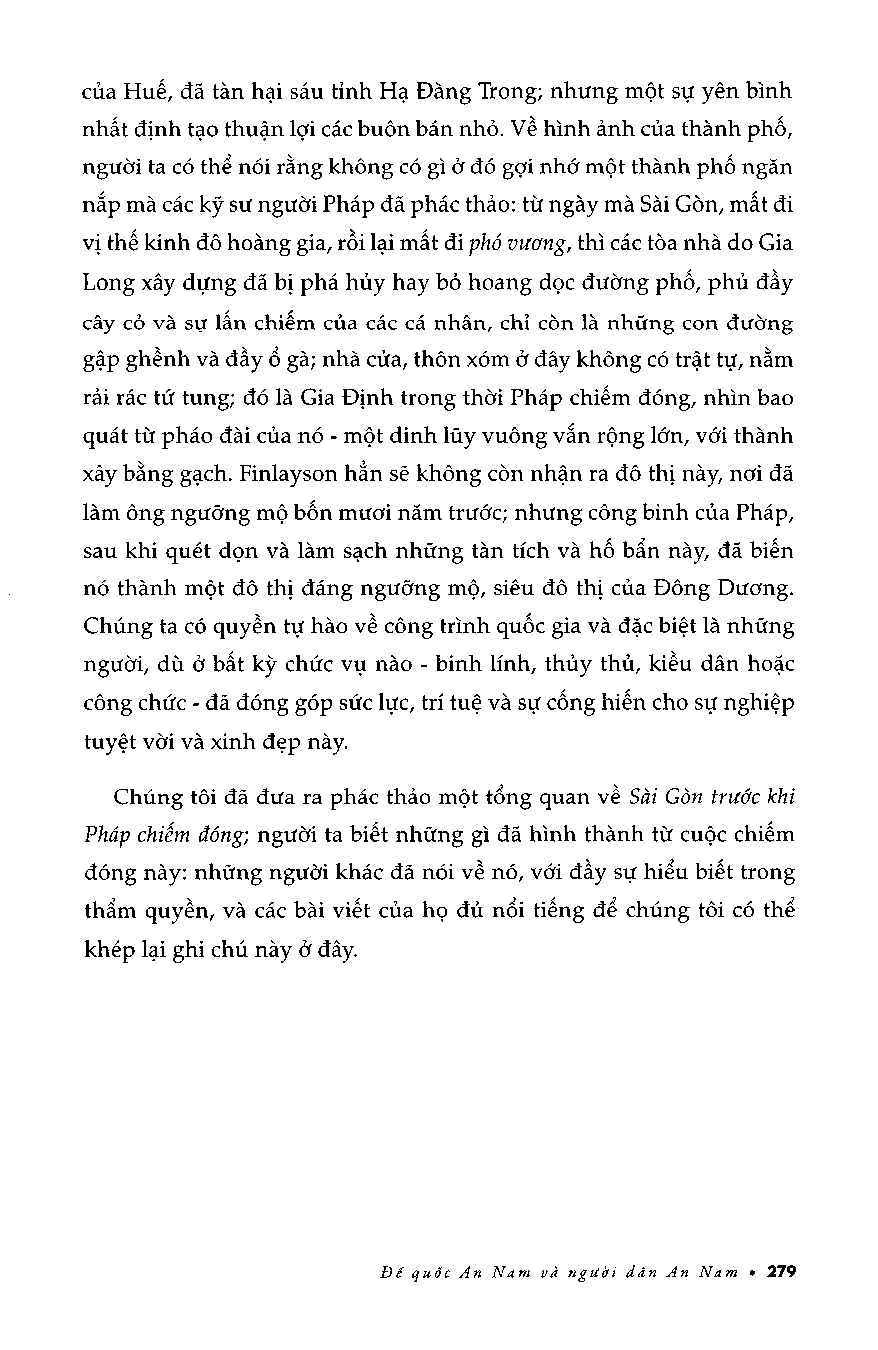 của Huế, đã tàn hại sáu tỉnh Hạ Đàng Trong; nhưng một sự yên bình
nhất định tạo thuận lợi các buôn bán nhỏ. Về hình ảnh của thành phố,
người ta có thể nói rằng không có gì ở đó gợi nhớ một thành phố ngăn
nắp mà các kỹ sư người Pháp đã phác thảo: từ ngày mà Sài Gòn, mất đi
vị thế kinh đô hoàng gia, rồi lại mất đi phó vương, thì các tòa nhà do Gia
Long xây dựng đã bị phá hủy hay bỏ hoang dọc đường phố, phủ đầy
cây cỏ và sự lấn chiếm của các cá nhân, chỉ còn là những con đường
gập ghềnh và đầy ổ gà; nhà cửa, thôn xóm ở đây không có trật tự, nằm
rải rác tứ tung; đó là Gia Định trong thời Pháp chiếm đóng, nhìn bao
quát từ pháo đài của nó - một dinh lũy vuông vắn rộng lớn, với thành
xây bằng gạch. Finlayson hẳn sẽ không còn nhận ra đô thị này, nơi đã
làm ông ngưỡng mộ bốn mươi năm trước; nhưng công binh của Pháp,
sau khi quét dọn và làm sạch những tàn tích và hố bẩn này, đã biến
nó thành một đô thị đáng ngưỡng mộ, siêu đô thị của Đông Dương.
Chúng ta có quyền tự hào về công trình quốc gia và đặc biệt là những
người, dù ở bất kỳ chức vụ nào - binh lính, thủy thủ, kiều dân hoặc
công chức - đã đóng góp sức lực, trí tuệ và sự cống hiến cho sự nghiệp
tuyệt vời và xinh đẹp này.
Chúng tôi đã đưa ra phác thảo một tổng quan về Sài Gòn trước khi
Pháp chiếm đóng; người ta biết những gì đã hình thành từ cuộc chiếm
đóng này: những người khác đã nói về nó, với đầy sự hiểu biết trong
thẩm quyền, và các bài viết của họ đủ nổi tiếng để chúng tôi có thể
khép lại ghi chú này ở đây.
Đế quốc An Nam và người dân An Nam • 279